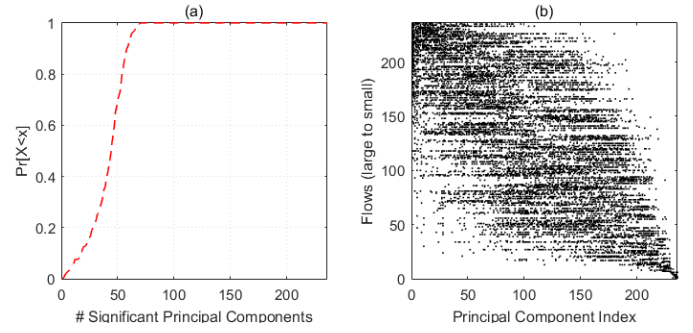 (a)
Pr[X<x]
1
0.8
0.6
0.4
0.2
0
0 50 100 150 200
# Significant Principal Components
(b)
Flows (large to small)
200
150
100
50
0
0 50 100 150 200
Principal Component Index